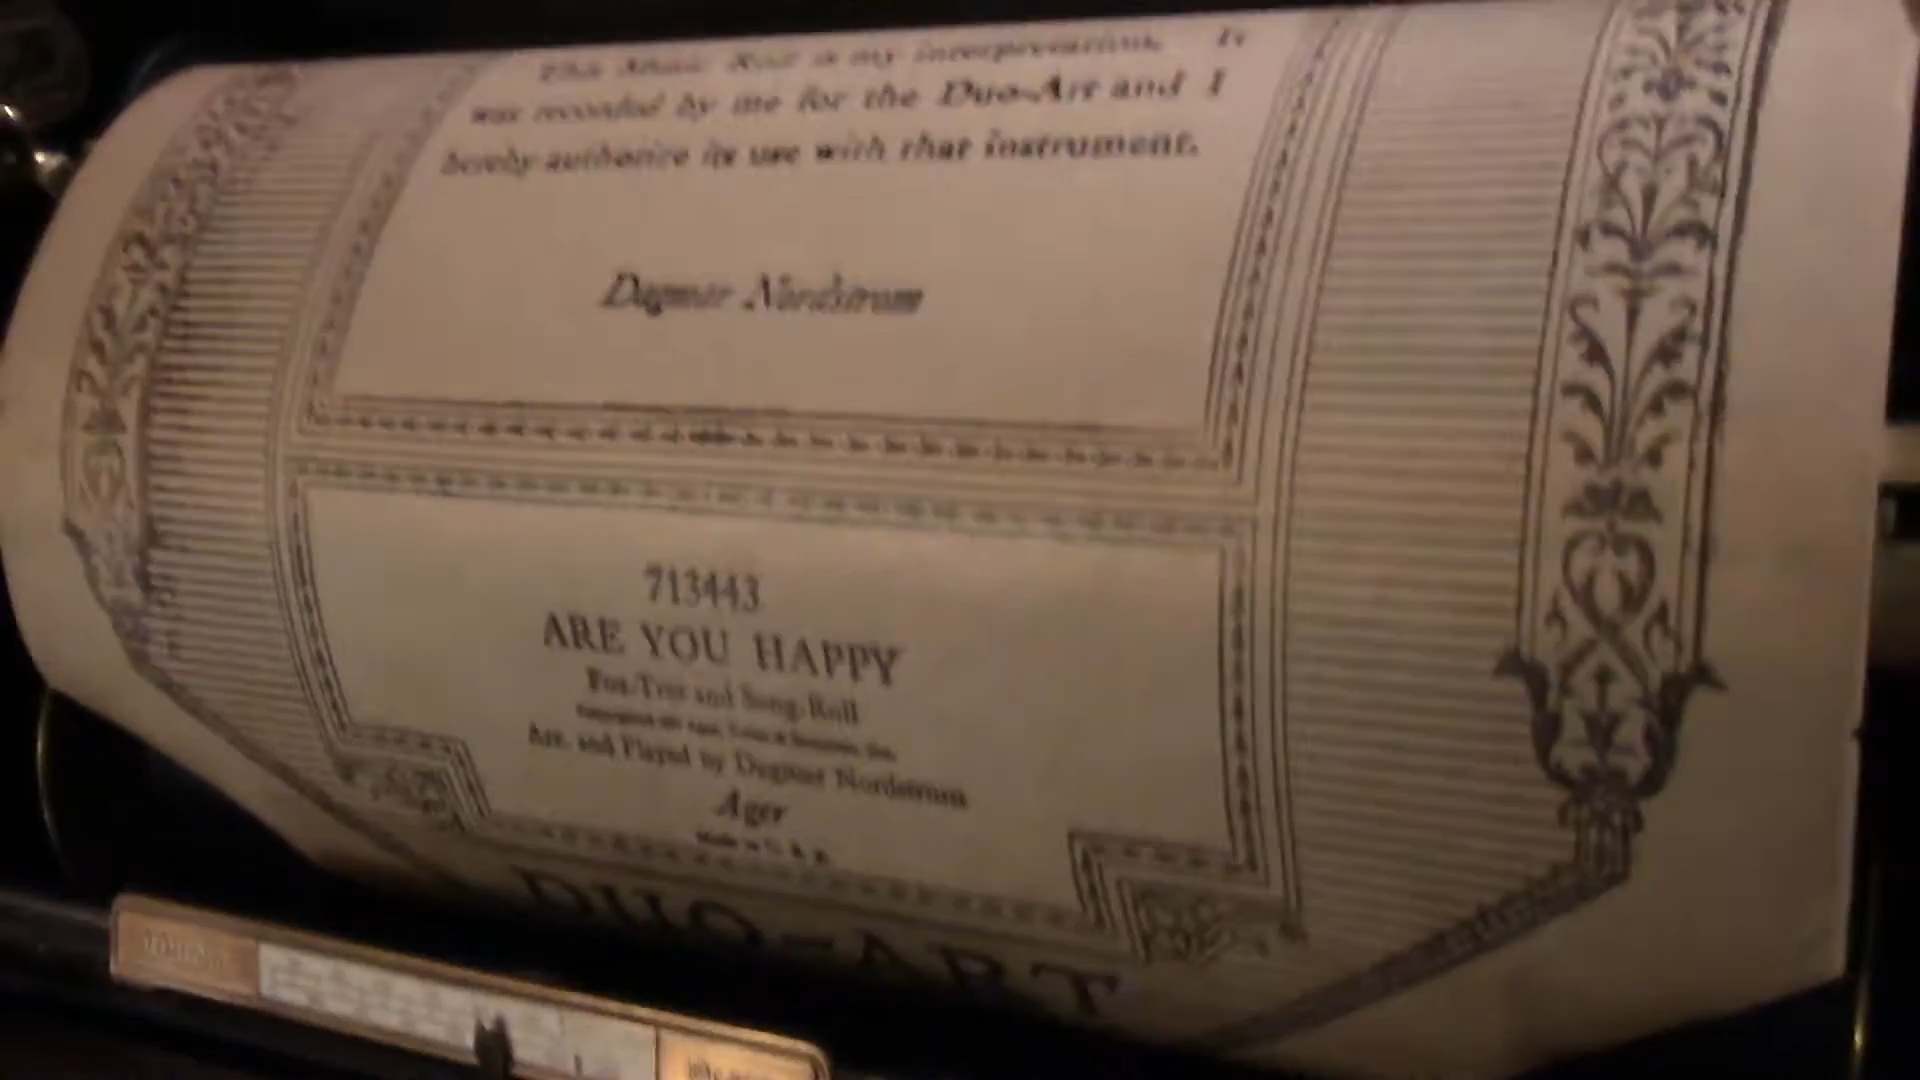 This Music Roll is my interpretation. It
was recorded by me for the Duo-Art and I
hereby authorize its use with that instrument.
Dagmar Nordstrom
713443
ARE YOU HAPPY
Fox-Trot and Song-Roll
Arr. and Played by Dagmar Nordstrom
Ager
Made in U. S. A.
DUO-ART